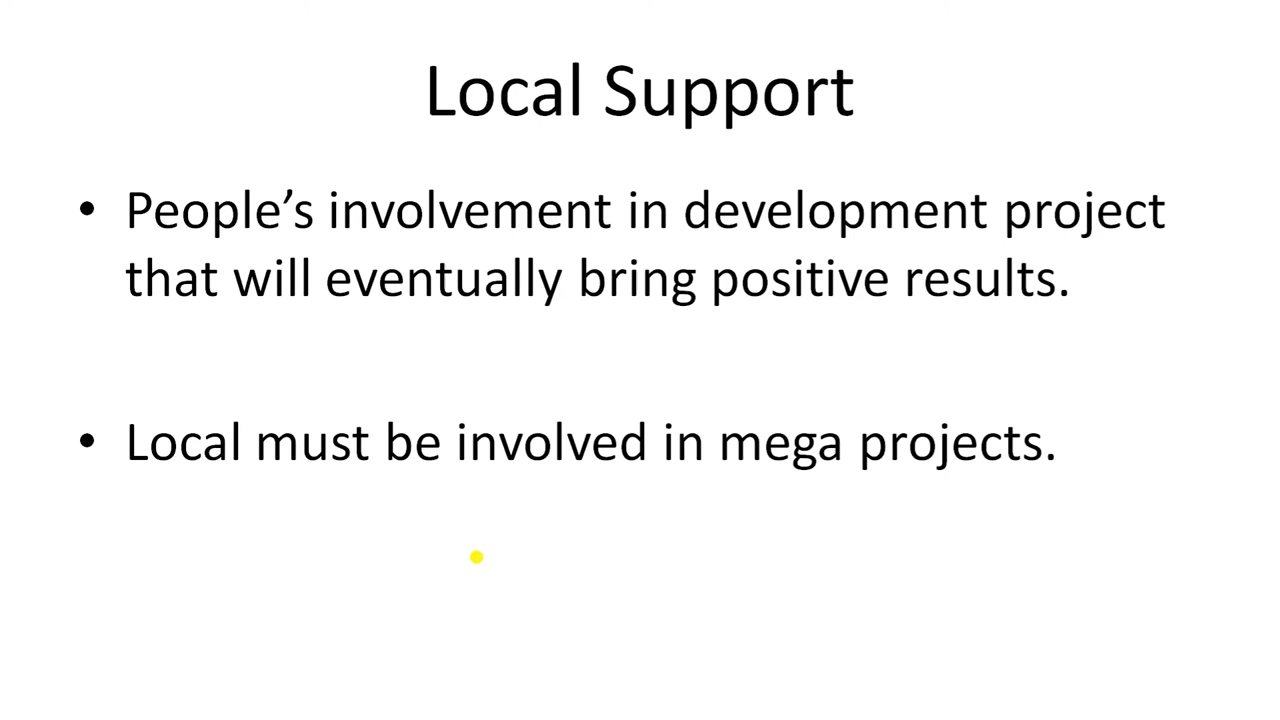 Local Support
• People’s involvement in development project
that will eventually bring positive results.
• Local must be involved in mega projects.